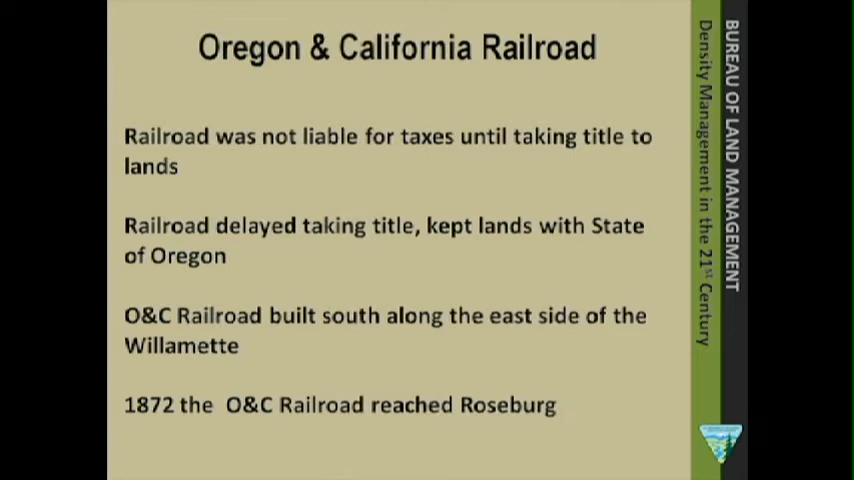 Oregon & California Railroad
Railroad was not liable for taxes until taking title to
lands
Railroad delayed taking title, kept lands with State
of Oregon
O&C Railroad built south along the east side of the
Willamette
1872 the  O&C Railroad reached Roseburg
BUREAU OF LAND MANAGEMENT
Density Management in the 21st Century